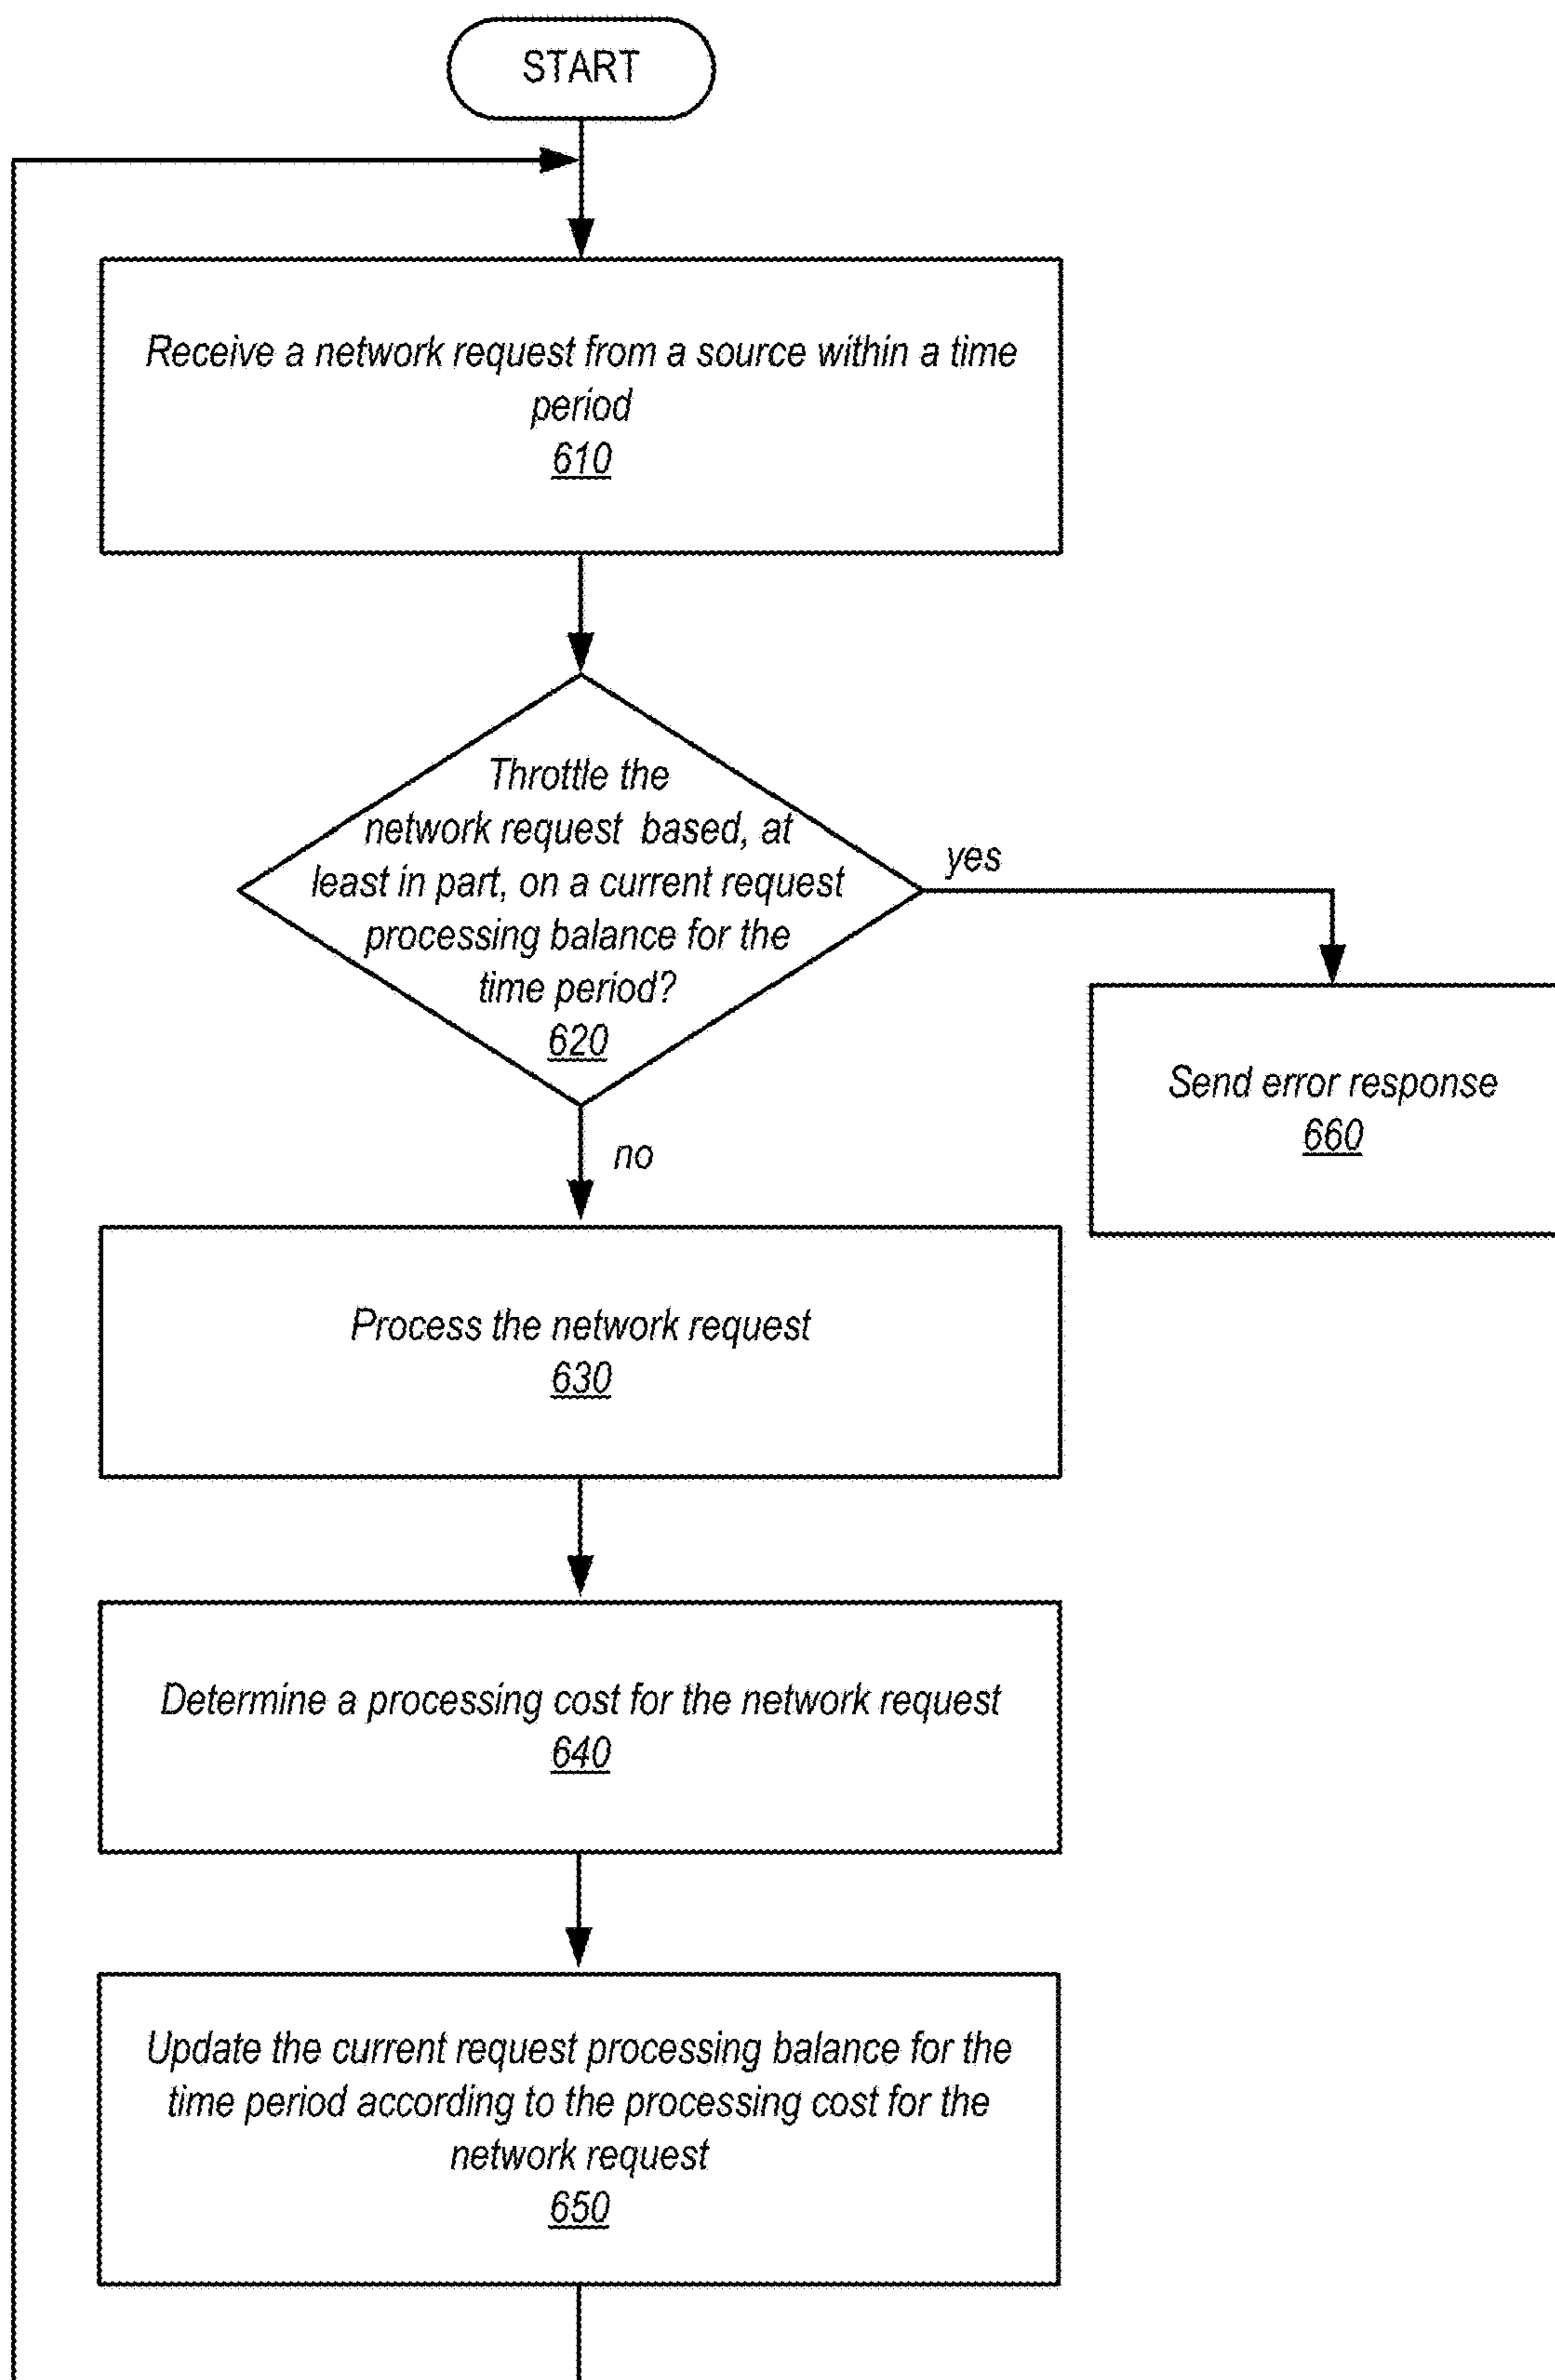 START
Receive a network request from a source within a time
period
610
Throttle the
network request based, at
least in part, on a current request
processing balance for the
time period?
620
yes
Send error response
660
no
Process the network request
630
Determine a processing cost for the network request
640
Update the current request processing balance for the
time period according to the processing cost for the
network request
650